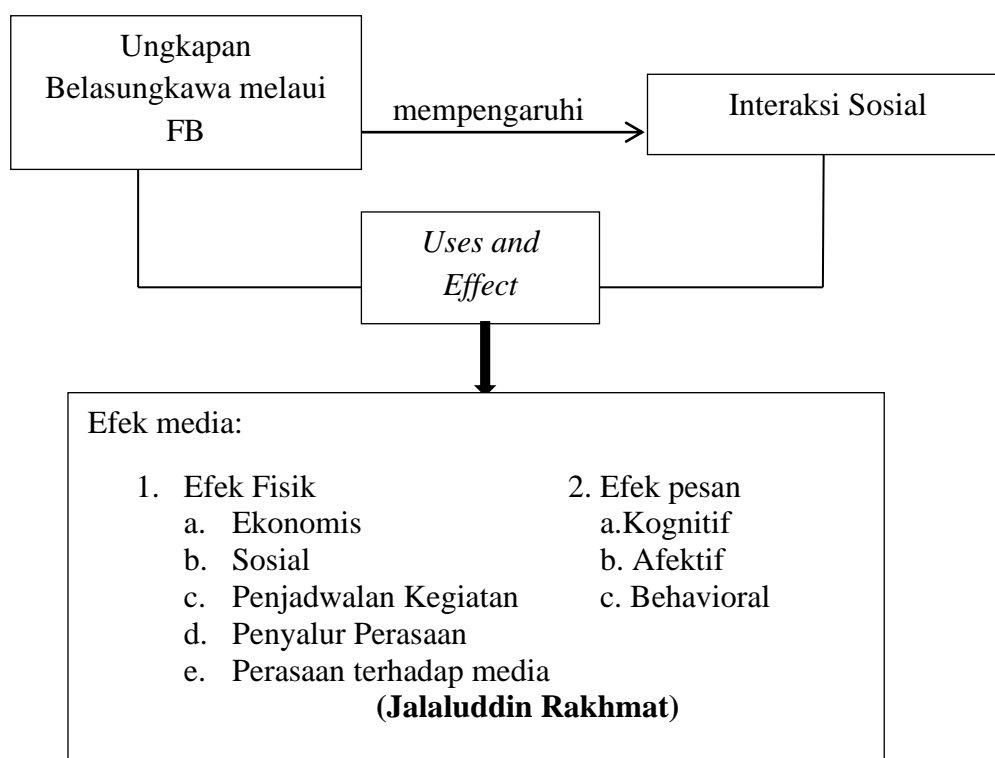 Ungkapan
Belasungkawa melaui
FB
mempengaruhi
Interaksi Sosial
Uses and
Effect
Efek media:
1. Efek Fisik
a. Ekonomis
b. Sosial
c. Penjadwalan Kegiatan
d. Penyalur Perasaan
e. Perasaan terhadap media
2. Efek pesan
a.Kognitif
b. Afektif
c. Behavioral
(Jalaluddin Rakhmat)